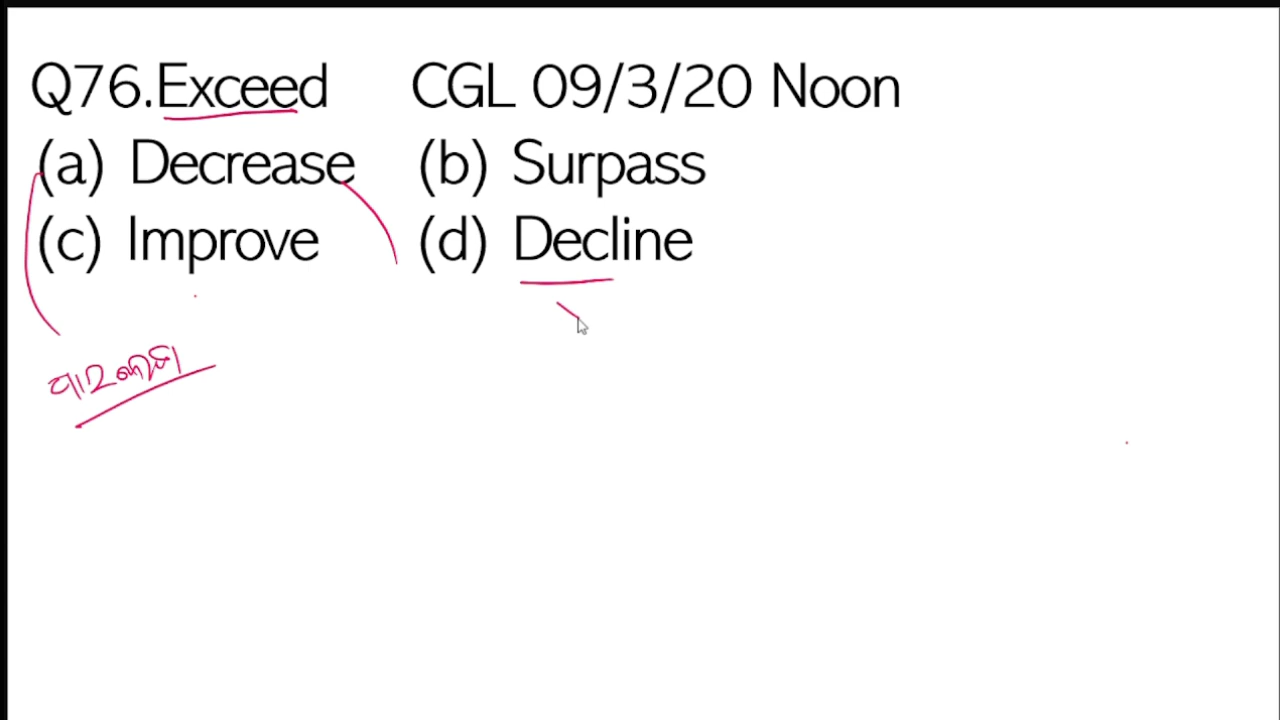 Q76.Exceed CGL 09/3/20 Noon
(a) Decrease (b) Surpass
(c) Improve (d) Decline